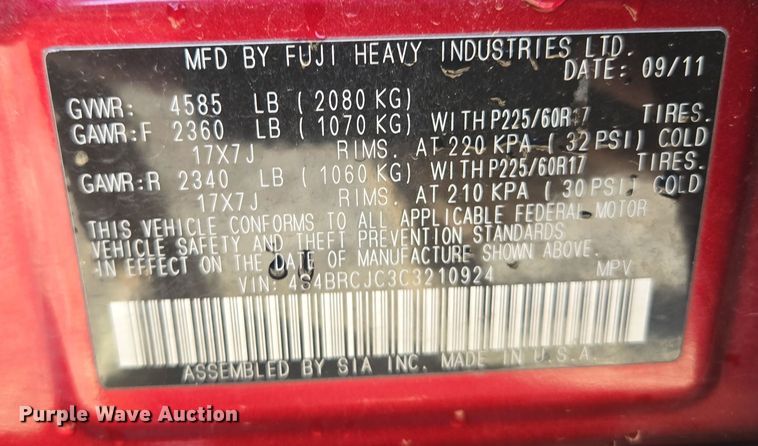 MFD BY FUJI HEAVY INDUSTRIES LTD.
DATE: 09/11
GVWR: 4585 LB ( 2080 KG)
GAWR:F 2360 LB ( 1070 KG) WITH P225/60R17 TIRES.
17X7J RIMS. AT 220 KPA ( 32 PSI) COLD
GAWR:R 2340 LB ( 1060 KG) WITH P225/60R17 TIRES.
17X7J RIMS. AT 210 KPA ( 30 PSI) COLD
THIS VEHICLE CONFORMS TO ALL APPLICABLE FEDERAL MOTOR
VEHICLE SAFETY AND THEFT PREVENTION STANDARDS
IN EFFECT ON THE DATE OF MANUFACTURE SHOWN ABOVE.
VIN: 4S4BRCJC3C3210924 MPV
ASSEMBLED BY SIA INC. MADE IN U.S.A.
Purple Wave Auction